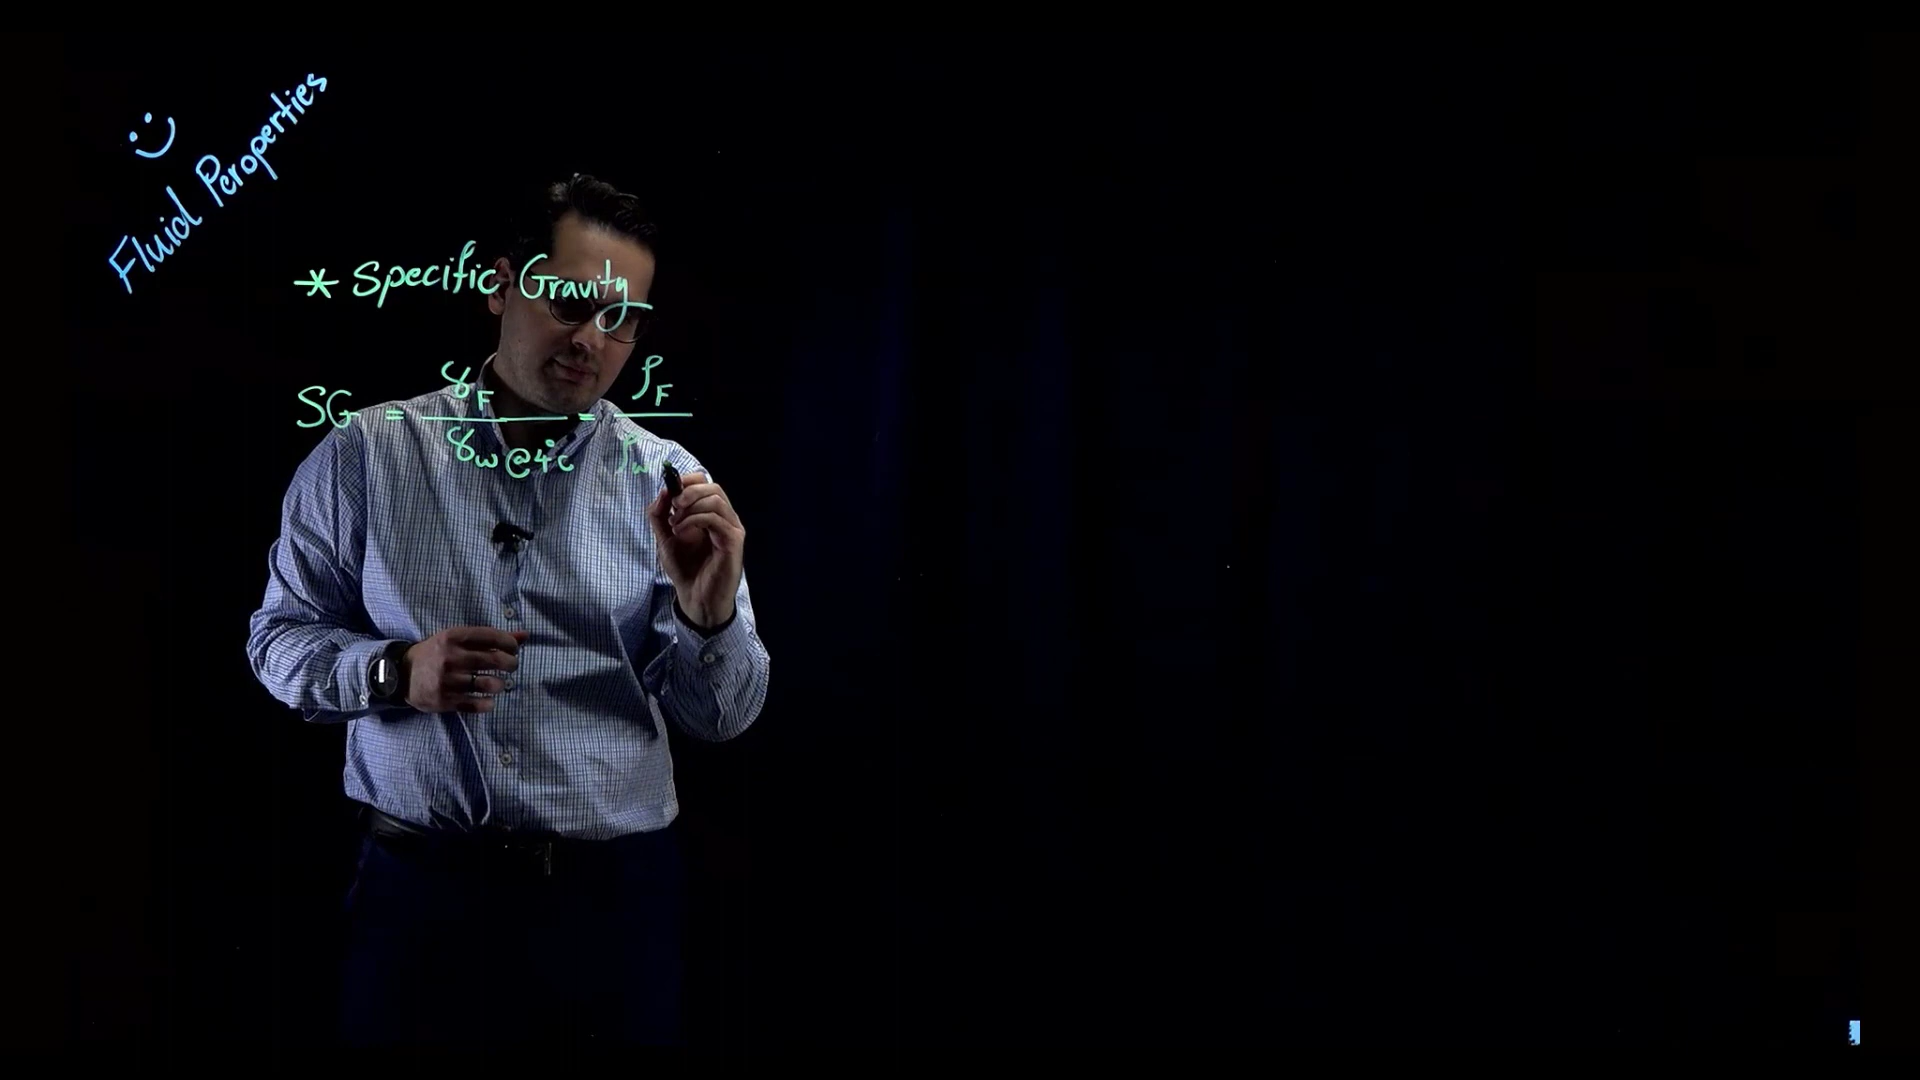 Fluid Peroperties
* Specific Gravity
SG = γF / γw@4°c = ρF / ρw